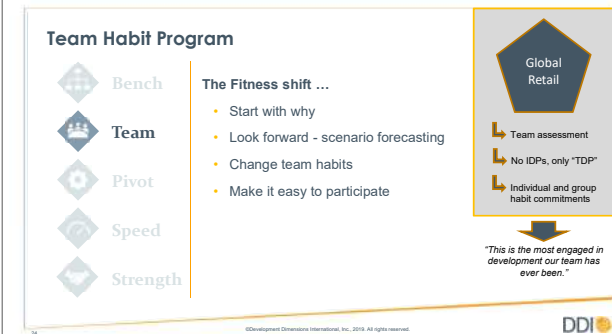 Team Habit Program
Bench
Team
Pivot
Speed
Strength
The Fitness shift …
• Start with why
• Look forward - scenario forecasting
• Change team habits
• Make it easy to participate
Global
Retail
Team assessment
No IDPs, only “TDP”
Individual and group
habit commitments
“This is the most engaged in
development our team has
ever been.”
©Development Dimensions International, Inc., 2019. All rights reserved.
DDI